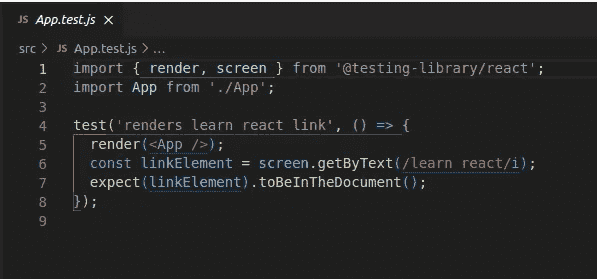 JS App.test.js ×
src > JS App.test.js > ...
1 import { render, screen } from '@testing-library/react';
2 import App from './App';
3
4 test('renders learn react link', () => {
5   render(<App />);
6   const linkElement = screen.getByText(/learn react/i);
7   expect(linkElement).toBeInTheDocument();
8 });
9